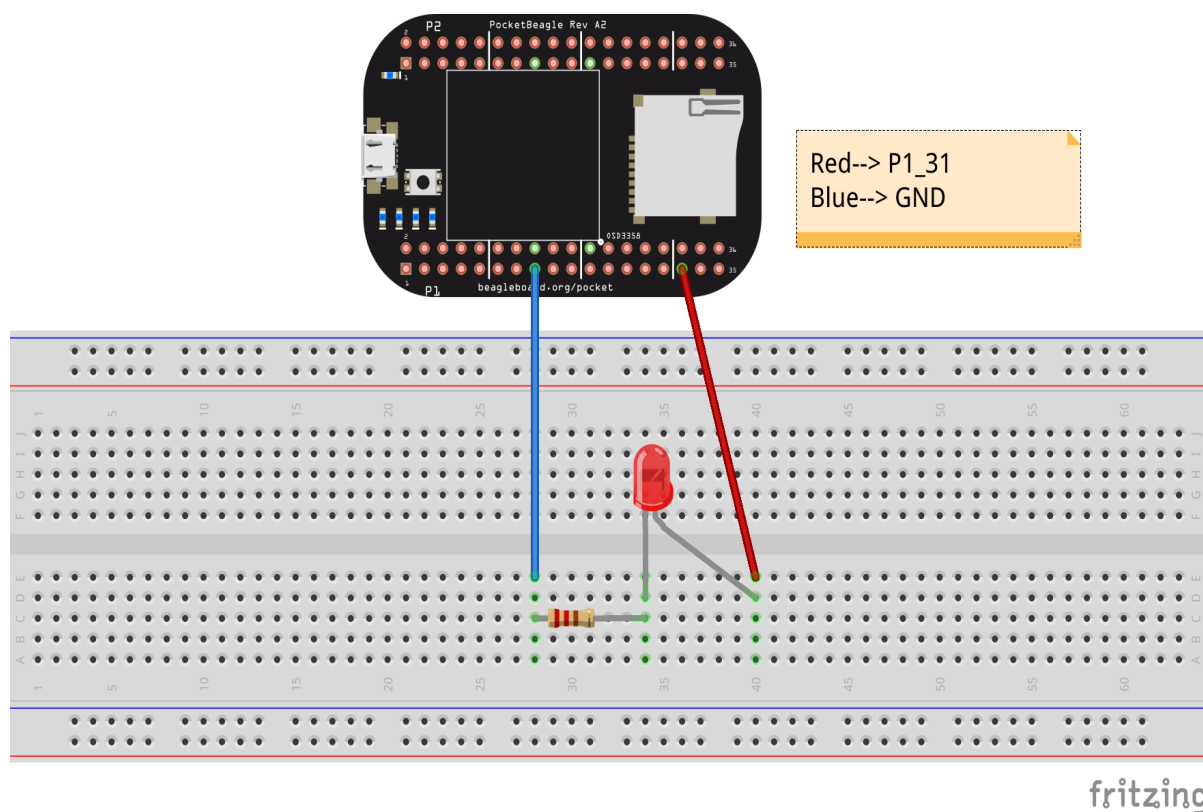 P2
PocketBeagle Rev A2
2
36
1
35
OSD3358
2
36
1
35
P1
beagleboard.org/pocket
Red--> P1_31
Blue--> GND
1 5 10 15 20 25 30 35 40 45 50 55 60
J J
I I
H H
G G
F F
E E
D D
C C
B B
A A
1 5 10 15 20 25 30 35 40 45 50 55 60
fritzing